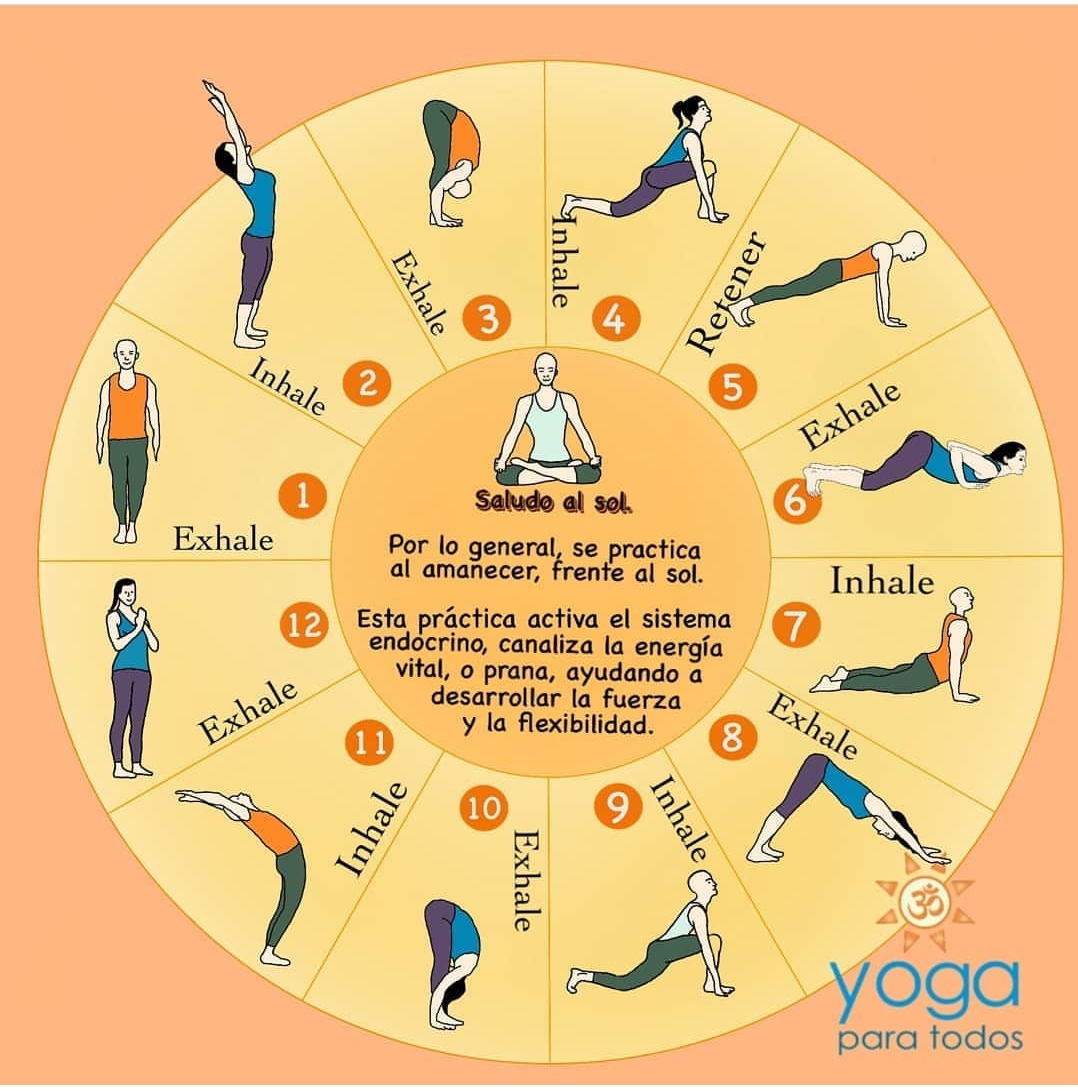 Exhale
1
Inhale
2
Exhale
3
Inhale
4
Retener
5
Exhale
6
Inhale
7
Exhale
8
Inhale
9
Exhale
10
Inhale
11
Exhale
12
Saludo al sol.
Por lo general, se practica
al amanecer, frente al sol.
Esta práctica activa el sistema
endocrino, canaliza la energía
vital, o prana, ayudando a
desarrollar la fuerza
y la flexibilidad.
ॐ
yoga
para todos